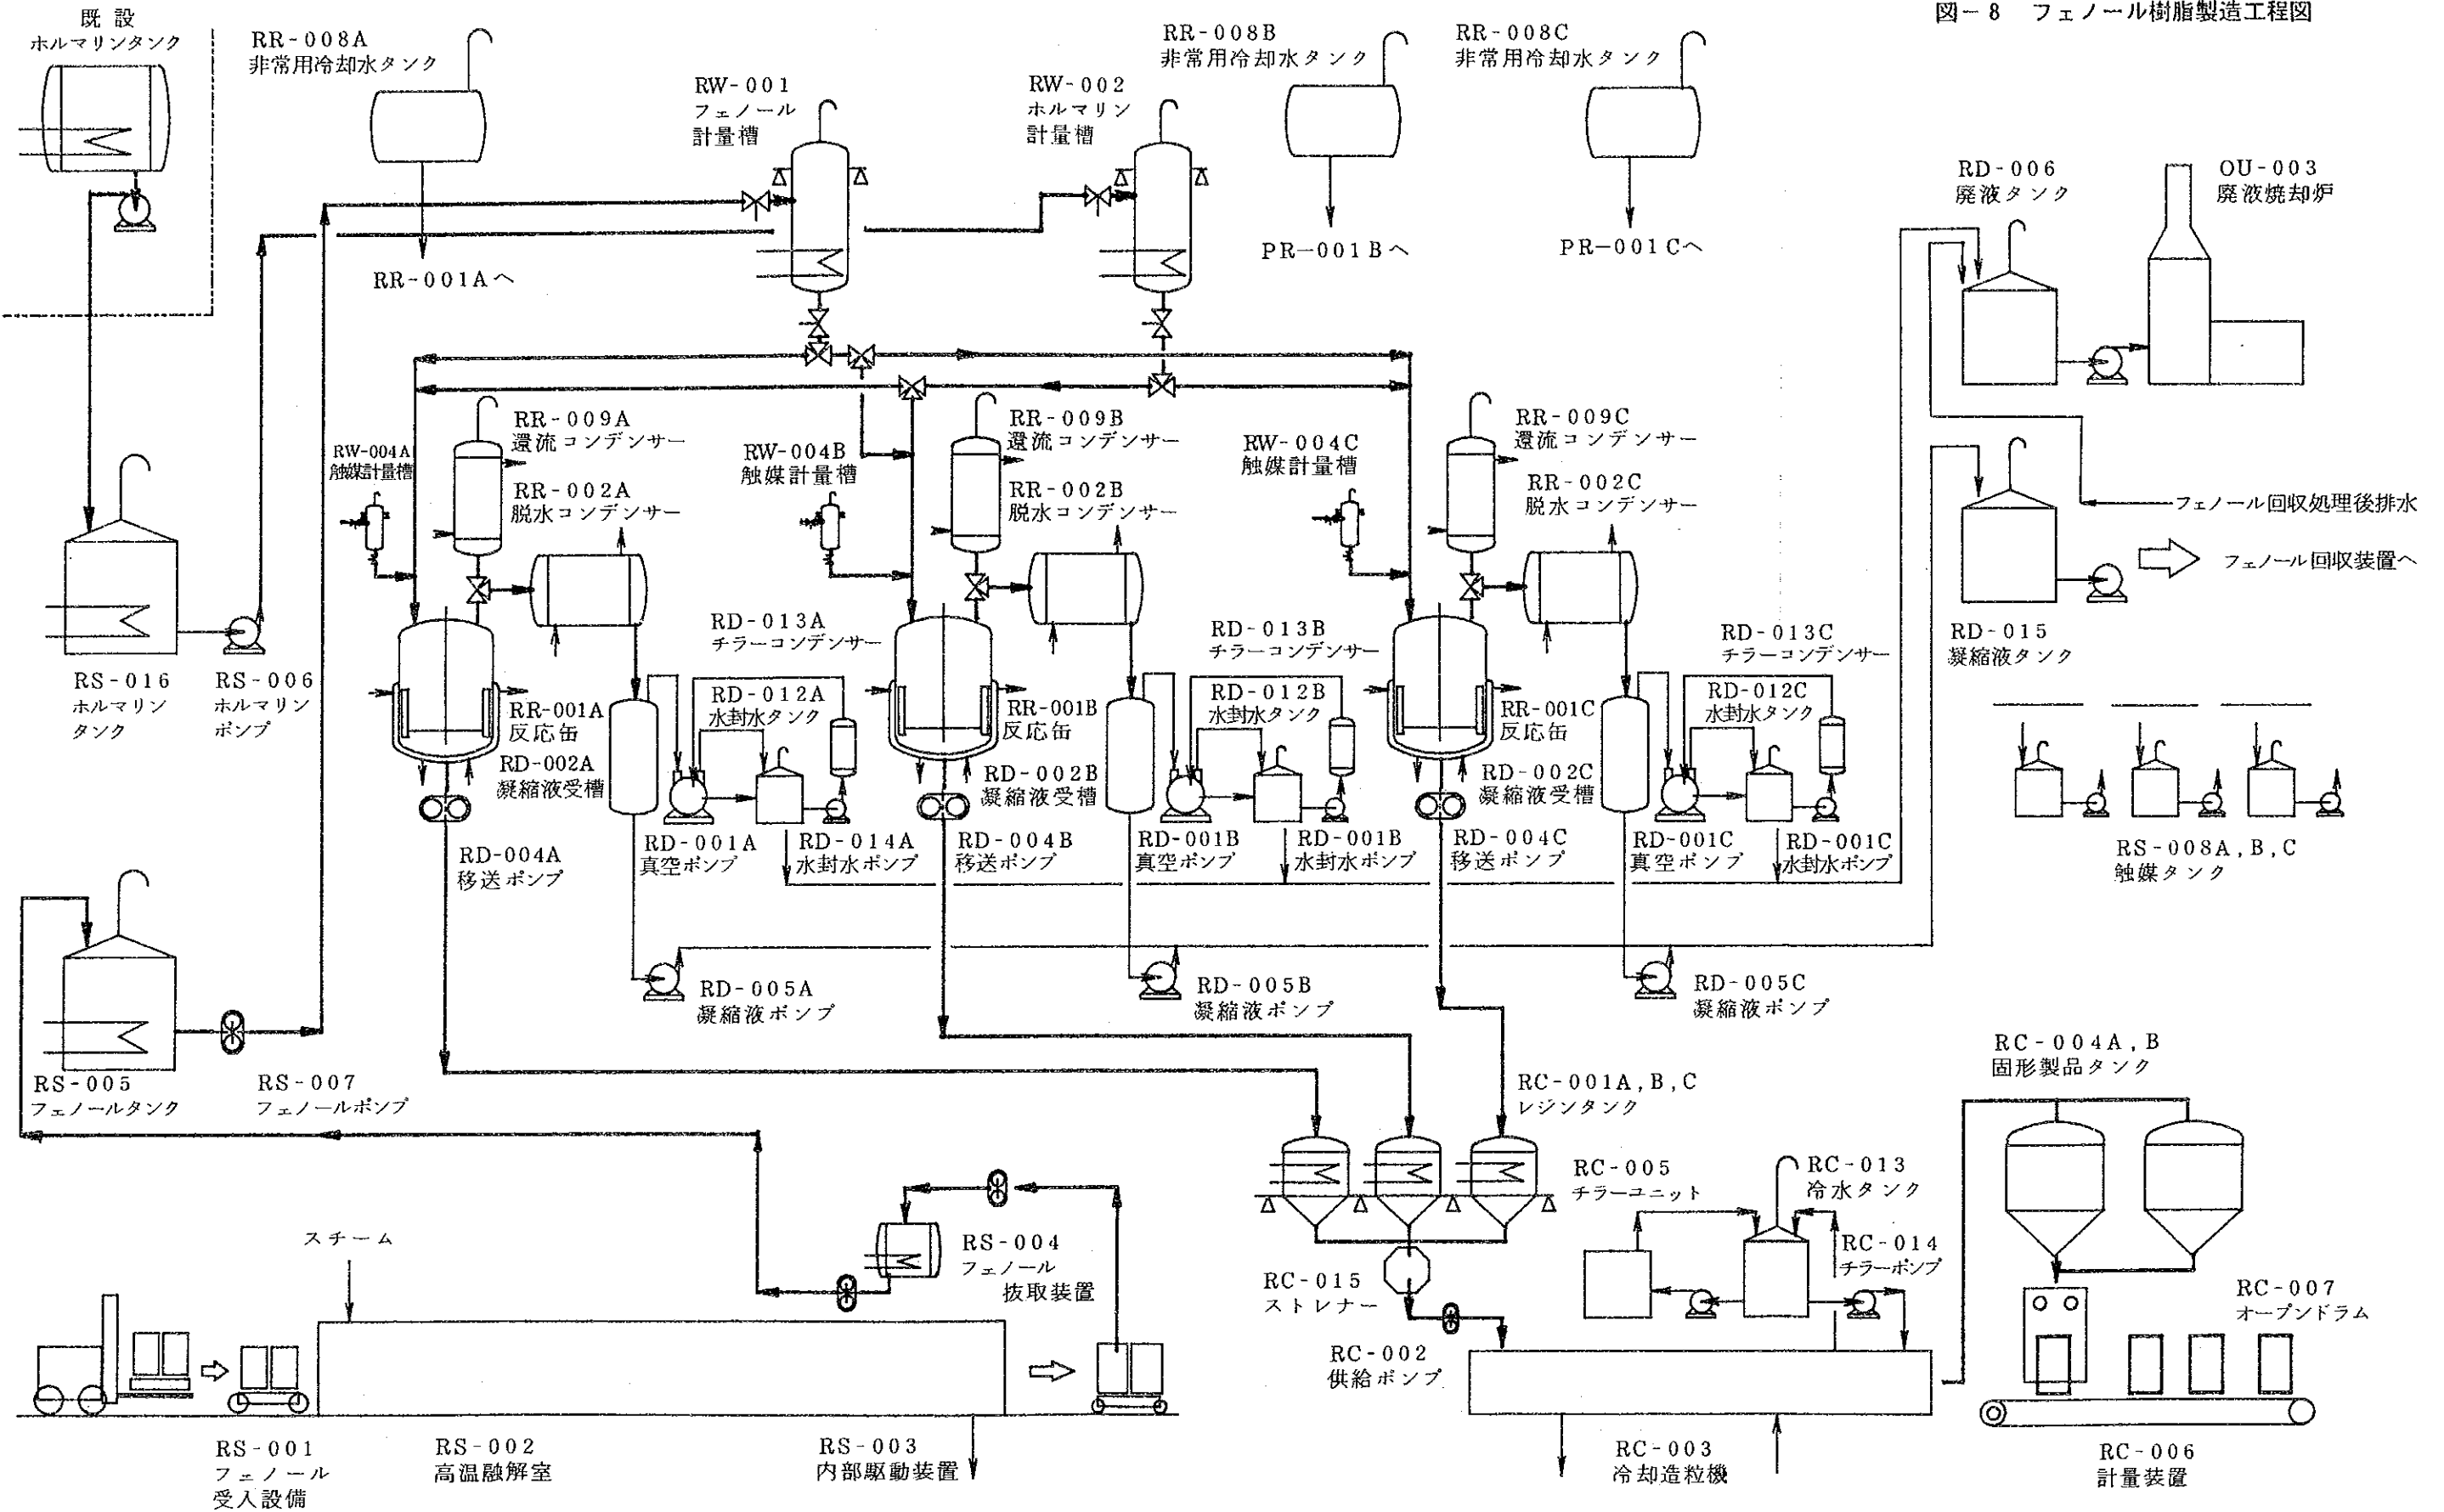 図－8　フェノール樹脂製造工程図
既設
ホルマリンタンク
RR-008A
非常用冷却水タンク
RW-001
フェノール
計量槽
RW-002
ホルマリン
計量槽
RR-008B
非常用冷却水タンク
RR-008C
非常用冷却水タンク
RD-006
廃液タンク
OU-003
廃液焼却炉
RR-001Aへ
PR-001Bへ
PR-001Cへ
RW-004A
触媒計量槽
RR-009A
還流コンデンサー
RR-002A
脱水コンデンサー
RW-004B
触媒計量槽
RR-009B
還流コンデンサー
RR-002B
脱水コンデンサー
RW-004C
触媒計量槽
RR-009C
還流コンデンサー
RR-002C
脱水コンデンサー
フェノール回収処理後排水
フェノール回収装置へ
RD-015
凝縮液タンク
RS-016
ホルマリン
タンク
RS-006
ホルマリン
ポンプ
RD-013A
チラーコンデンサー
RD-012A
水封水タンク
RR-001A
反応缶
RD-002A
凝縮液受槽
RD-013B
チラーコンデンサー
RD-012B
水封水タンク
RR-001B
反応缶
RD-002B
凝縮液受槽
RD-013C
チラーコンデンサー
RD-012C
水封水タンク
RR-001C
反応缶
RD-002C
凝縮液受槽
RD-004A
移送ポンプ
RD-001A
真空ポンプ
RD-014A
水封水ポンプ
RD-004B
移送ポンプ
RD-001B
真空ポンプ
RD-001B
水封水ポンプ
RD-004C
移送ポンプ
RD-001C
真空ポンプ
RD-001C
水封水ポンプ
RS-008A,B,C
触媒タンク
RD-005A
凝縮液ポンプ
RD-005B
凝縮液ポンプ
RD-005C
凝縮液ポンプ
RS-005
フェノールタンク
RS-007
フェノールポンプ
RC-001A,B,C
レジンタンク
RC-004A,B
固形製品タンク
RC-005
チラーユニット
RC-013
冷水タンク
RC-014
チラーポンプ
スチーム
RS-004
フェノール
抜取装置
RC-015
ストレナー
RC-007
オープンドラム
RC-002
供給ポンプ
RS-001
フェノール
受入設備
RS-002
高温融解室
RS-003
内部駆動装置
RC-003
冷却造粒機
RC-006
計量装置